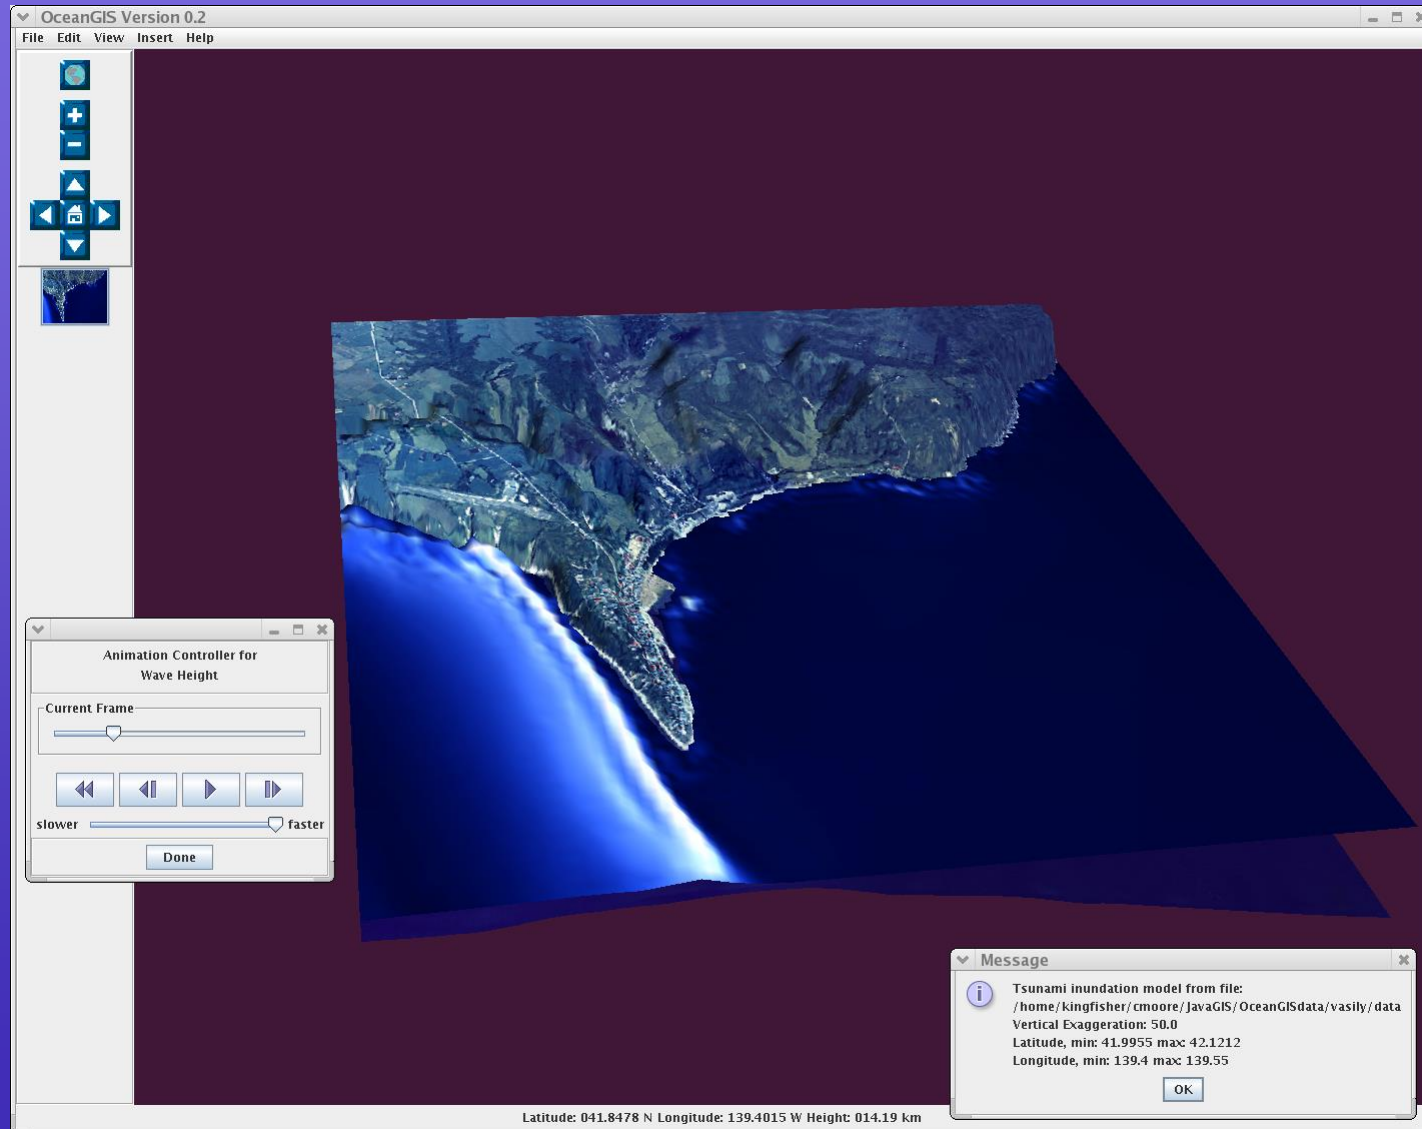 OceanGIS Version 0.2
File Edit View Insert Help
Animation Controller for
Wave Height
Current Frame
slower faster
Done
Message
Tsunami inundation model from file:
/home/kingfisher/cmoore/JavaGIS/OceanGISdata/vasily/data
Vertical Exaggeration: 50.0
Latitude, min: 41.9955 max: 42.1212
Longitude, min: 139.4 max: 139.55
OK
Latitude: 041.8478 N Longitude: 139.4015 W Height: 014.19 km